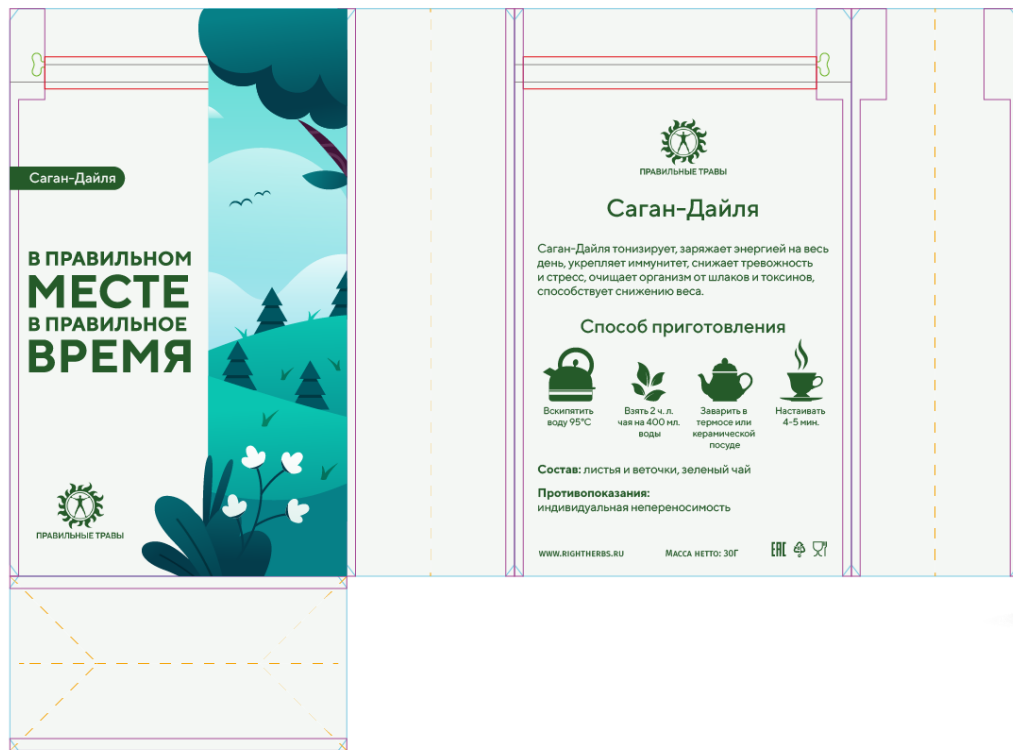 Саган-Дайля
В ПРАВИЛЬНОМ
МЕСТЕ
В ПРАВИЛЬНОЕ
ВРЕМЯ
ПРАВИЛЬНЫЕ ТРАВЫ
ПРАВИЛЬНЫЕ ТРАВЫ
Саган-Дайля
Саган-Дайля тонизирует, заряжает энергией на весь
день, укрепляет иммунитет, снижает тревожность
и стресс, очищает организм от шлаков и токсинов,
способствует снижению веса.
Способ приготовления
Вскипятить
воду 95°С
Взять 2 ч. л.
чая на 400 мл.
воды
Заварить в
термосе или
керамической
посуде
Настаивать
4-5 мин.
Состав: листья и веточки, зеленый чай
Противопоказания:
индивидуальная непереносимость
WWW.RIGHTHERBS.RU
МАССА НЕТТО: 30Г
EAC